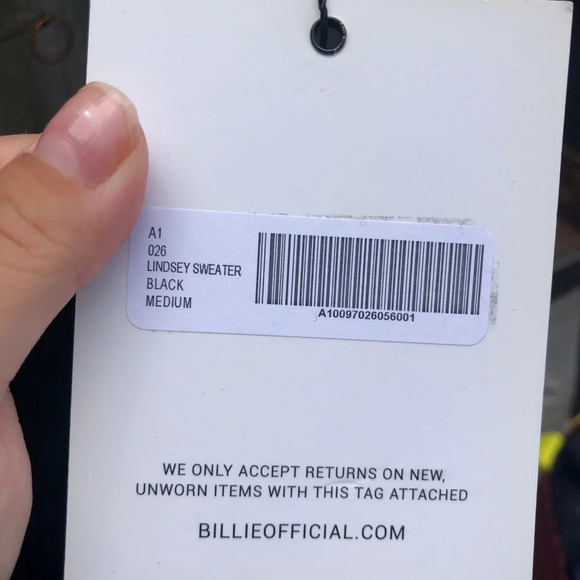 A1
026
LINDSEY SWEATER
BLACK
MEDIUM
A10097026056001
WE ONLY ACCEPT RETURNS ON NEW,
UNWORN ITEMS WITH THIS TAG ATTACHED
BILLIEOFFICIAL.COM